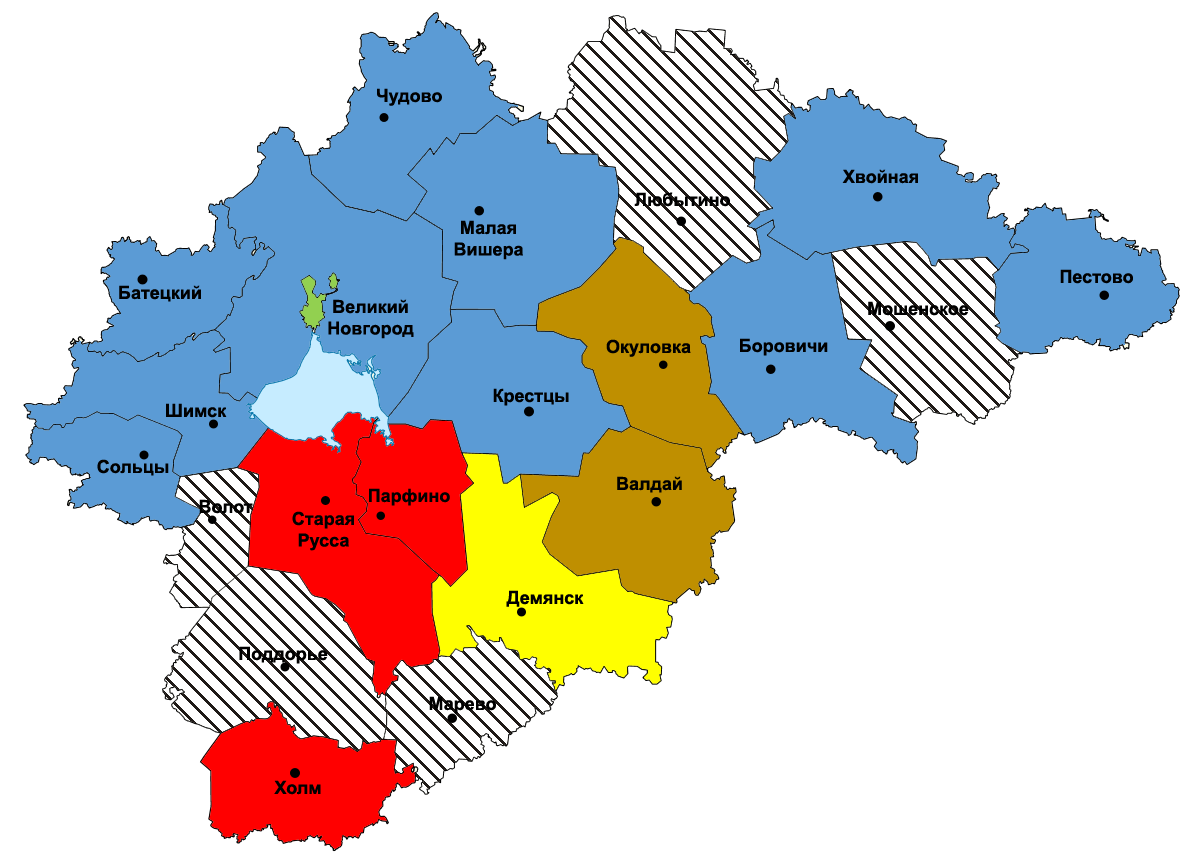 Чудово
Хвойная
Любытино
Малая
Вишера
Пестово
Батецкий
Великий
Новгород
Мошенское
Окуловка
Боровичи
Крестцы
Шимск
Сольцы
Валдай
Парфино
Волот
Старая
Русса
Демянск
Поддорье
Марево
Холм